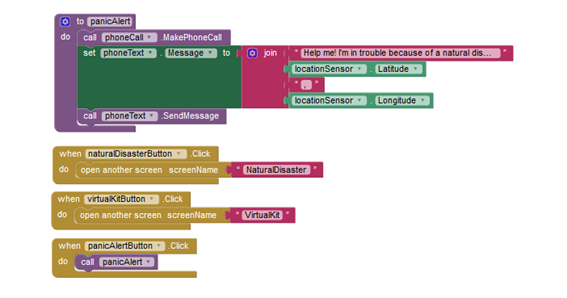 to panicAlert
do call phoneCall .MakePhoneCall
set phoneText . Message to join " Help me! I'm in trouble because of a natural dis... "
locationSensor . Latitude
" , "
locationSensor . Longitude
call phoneText .SendMessage
when naturalDisasterButton .Click
do open another screen screenName " NaturalDisaster "
when virtualKitButton .Click
do open another screen screenName " VirtualKit "
when panicAlertButton .Click
do call panicAlert